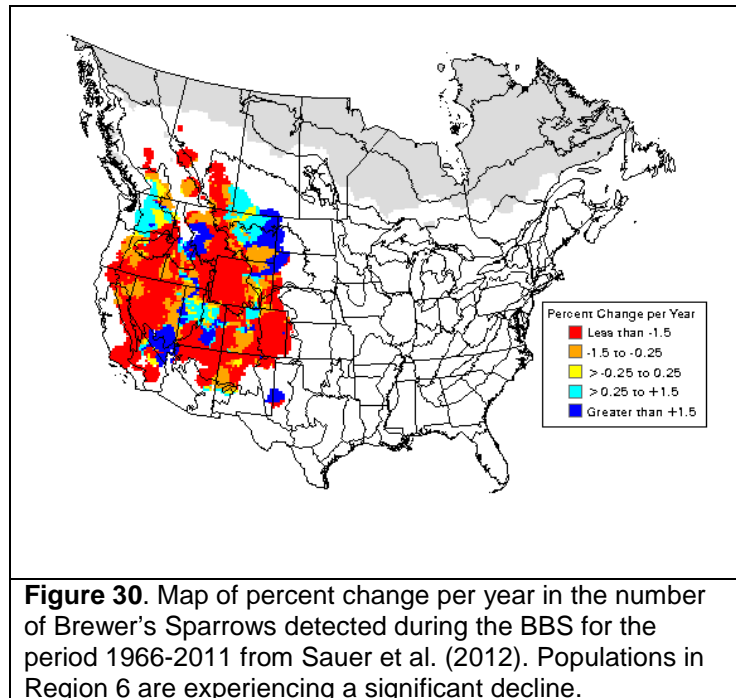 Percent Change per Year
Less than -1.5
-1.5 to -0.25
> -0.25 to 0.25
> 0.25 to +1.5
Greater than +1.5
Figure 30. Map of percent change per year in the number
of Brewer’s Sparrows detected during the BBS for the
period 1966-2011 from Sauer et al. (2012). Populations in
Region 6 are experiencing a significant decline.